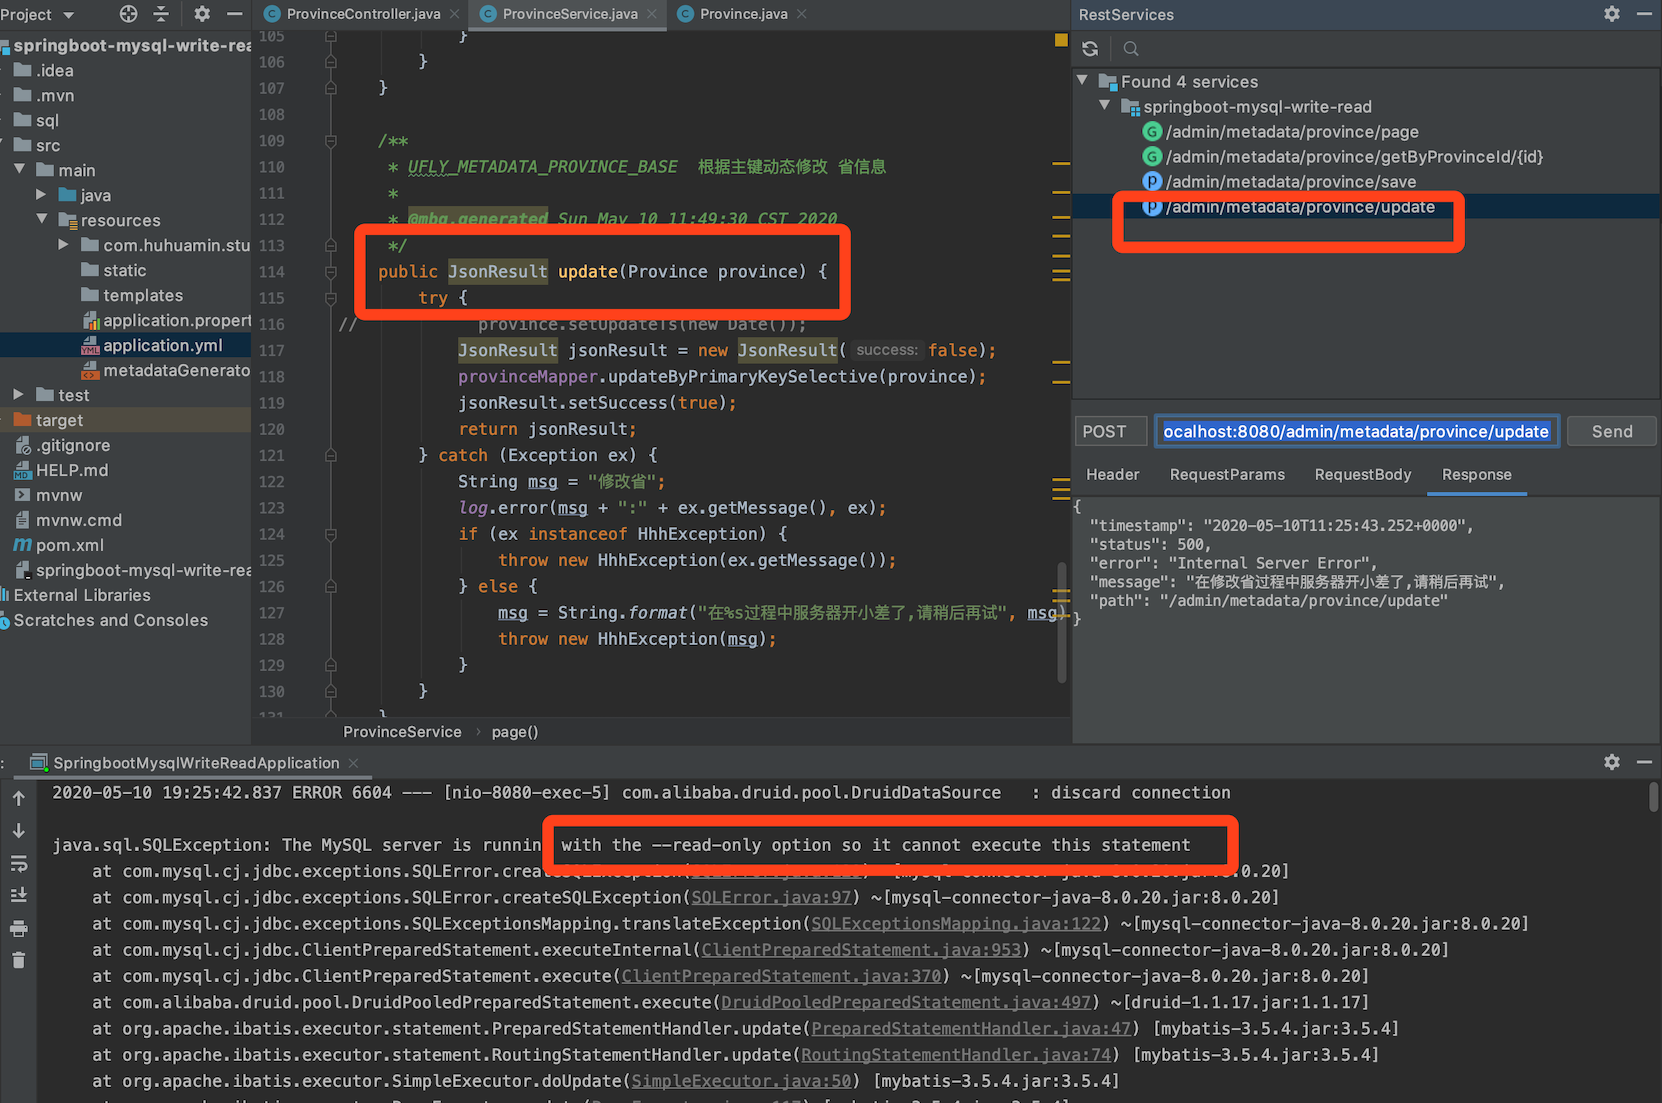 Project
ProvinceController.java
ProvinceService.java
Province.java
RestServices
springboot-mysql-write-rea
.idea
.mvn
sql
src
main
java
resources
com.huhuamin.stu
static
templates
application.propert
application.yml
metadataGenerato
test
target
.gitignore
HELP.md
mvnw
mvnw.cmd
pom.xml
springboot-mysql-write-rea
External Libraries
Scratches and Consoles
105 }
106 }
107 }
108
109 /**
110 * UFLY_METADATA_PROVINCE_BASE 根据主键动态修改 省信息
111 *
112 * @mbg.generated Sun May 10 11:49:30 CST 2020
113 */
114 public JsonResult update(Province province) {
115 try {
116 // province.setUpdateTs(new Date());
117 JsonResult jsonResult = new JsonResult( success: false);
118 provinceMapper.updateByPrimaryKeySelective(province);
119 jsonResult.setSuccess(true);
120 return jsonResult;
121 } catch (Exception ex) {
122 String msg = "修改省";
123 log.error(msg + ":" + ex.getMessage(), ex);
124 if (ex instanceof HhhException) {
125 throw new HhhException(ex.getMessage());
126 } else {
127 msg = String.format("在%s过程中服务器开小差了,请稍后再试", msg)
128 throw new HhhException(msg);
129 }
130 }
131 }
ProvinceService › page()
Found 4 services
springboot-mysql-write-read
G /admin/metadata/province/page
G /admin/metadata/province/getByProvinceId/{id}
P /admin/metadata/province/save
P /admin/metadata/province/update
POST ocalhost:8080/admin/metadata/province/update Send
Header RequestParams RequestBody Response
{
"timestamp": "2020-05-10T11:25:43.252+0000",
"status": 500,
"error": "Internal Server Error",
"message": "在修改省过程中服务器开小差了,请稍后再试",
"path": "/admin/metadata/province/update"
}
: SpringbootMysqlWriteReadApplication
2020-05-10 19:25:42.837 ERROR 6604 --- [nio-8080-exec-5] com.alibaba.druid.pool.DruidDataSource : discard connection
java.sql.SQLException: The MySQL server is runnin with the --read-only option so it cannot execute this statement
at com.mysql.cj.jdbc.exceptions.SQLError.createSQLException(
at com.mysql.cj.jdbc.exceptions.SQLError.createSQLException(SQLError.java:97) ~[mysql-connector-java-8.0.20.jar:8.0.20]
at com.mysql.cj.jdbc.exceptions.SQLExceptionsMapping.translateException(SQLExceptionsMapping.java:122) ~[mysql-connector-java-8.0.20.jar:8.0.20]
at com.mysql.cj.jdbc.ClientPreparedStatement.executeInternal(ClientPreparedStatement.java:953) ~[mysql-connector-java-8.0.20.jar:8.0.20]
at com.mysql.cj.jdbc.ClientPreparedStatement.execute(ClientPreparedStatement.java:370) ~[mysql-connector-java-8.0.20.jar:8.0.20]
at com.alibaba.druid.pool.DruidPooledPreparedStatement.execute(DruidPooledPreparedStatement.java:497) ~[druid-1.1.17.jar:1.1.17]
at org.apache.ibatis.executor.statement.PreparedStatementHandler.update(PreparedStatementHandler.java:47) [mybatis-3.5.4.jar:3.5.4]
at org.apache.ibatis.executor.statement.RoutingStatementHandler.update(RoutingStatementHandler.java:74) [mybatis-3.5.4.jar:3.5.4]
at org.apache.ibatis.executor.SimpleExecutor.doUpdate(SimpleExecutor.java:50) [mybatis-3.5.4.jar:3.5.4]